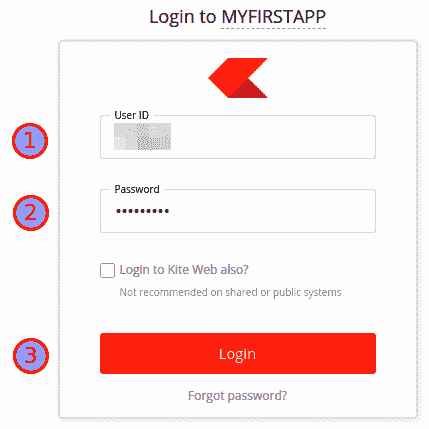 Login to MYFIRSTAPP
User ID
1
Password
2
•••••••••
Login to Kite Web also?
Not recommended on shared or public systems
3
Login
Forgot password?